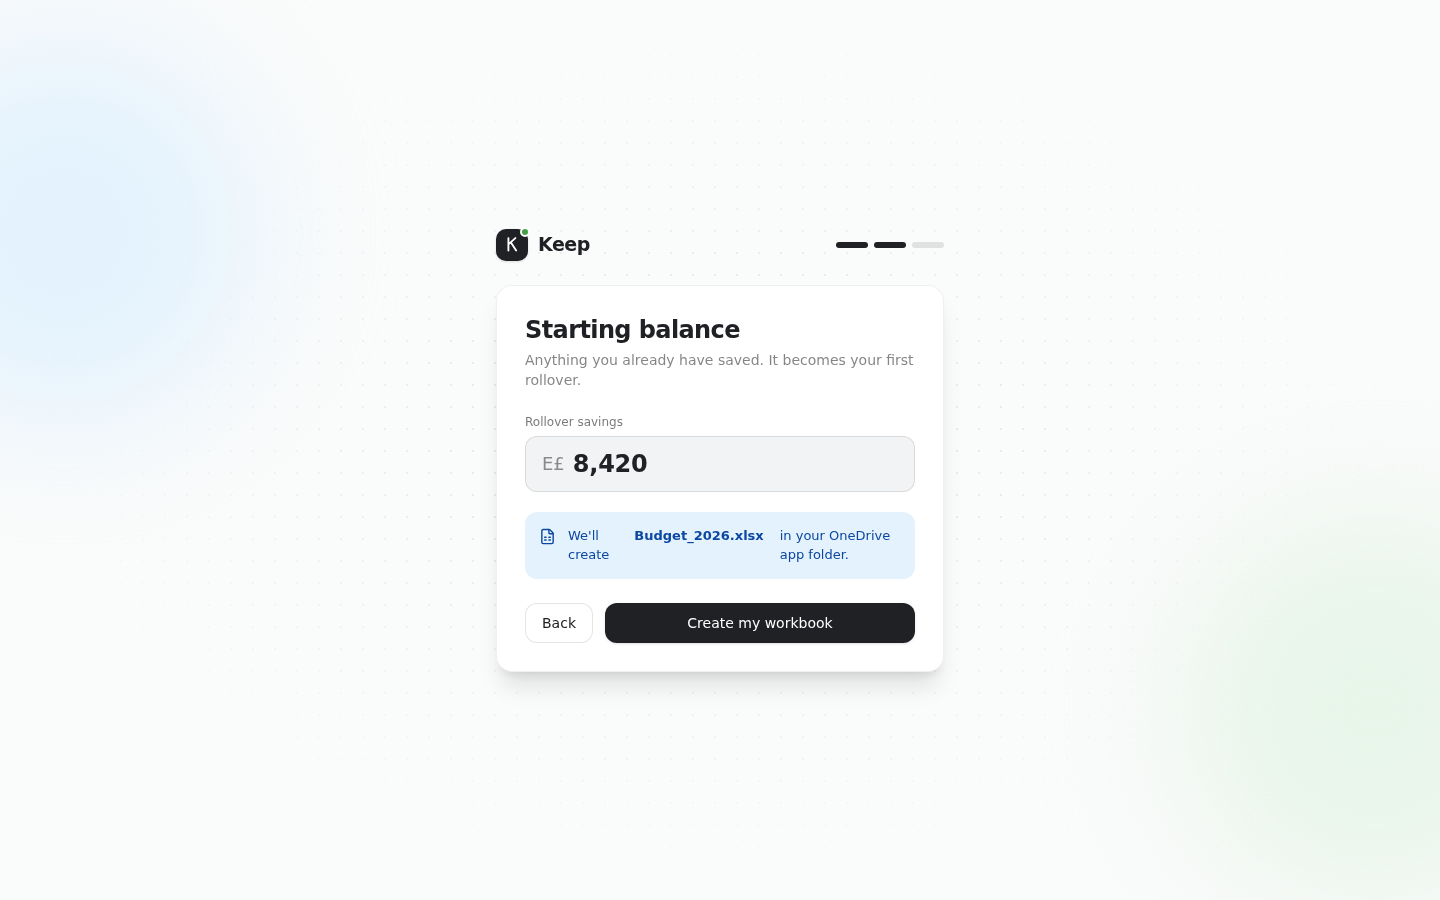 K Keep
Starting balance
Anything you already have saved. It becomes your first
rollover.
Rollover savings
E£ 8,420
We'll create Budget_2026.xlsx in your OneDrive app folder.
Back Create my workbook